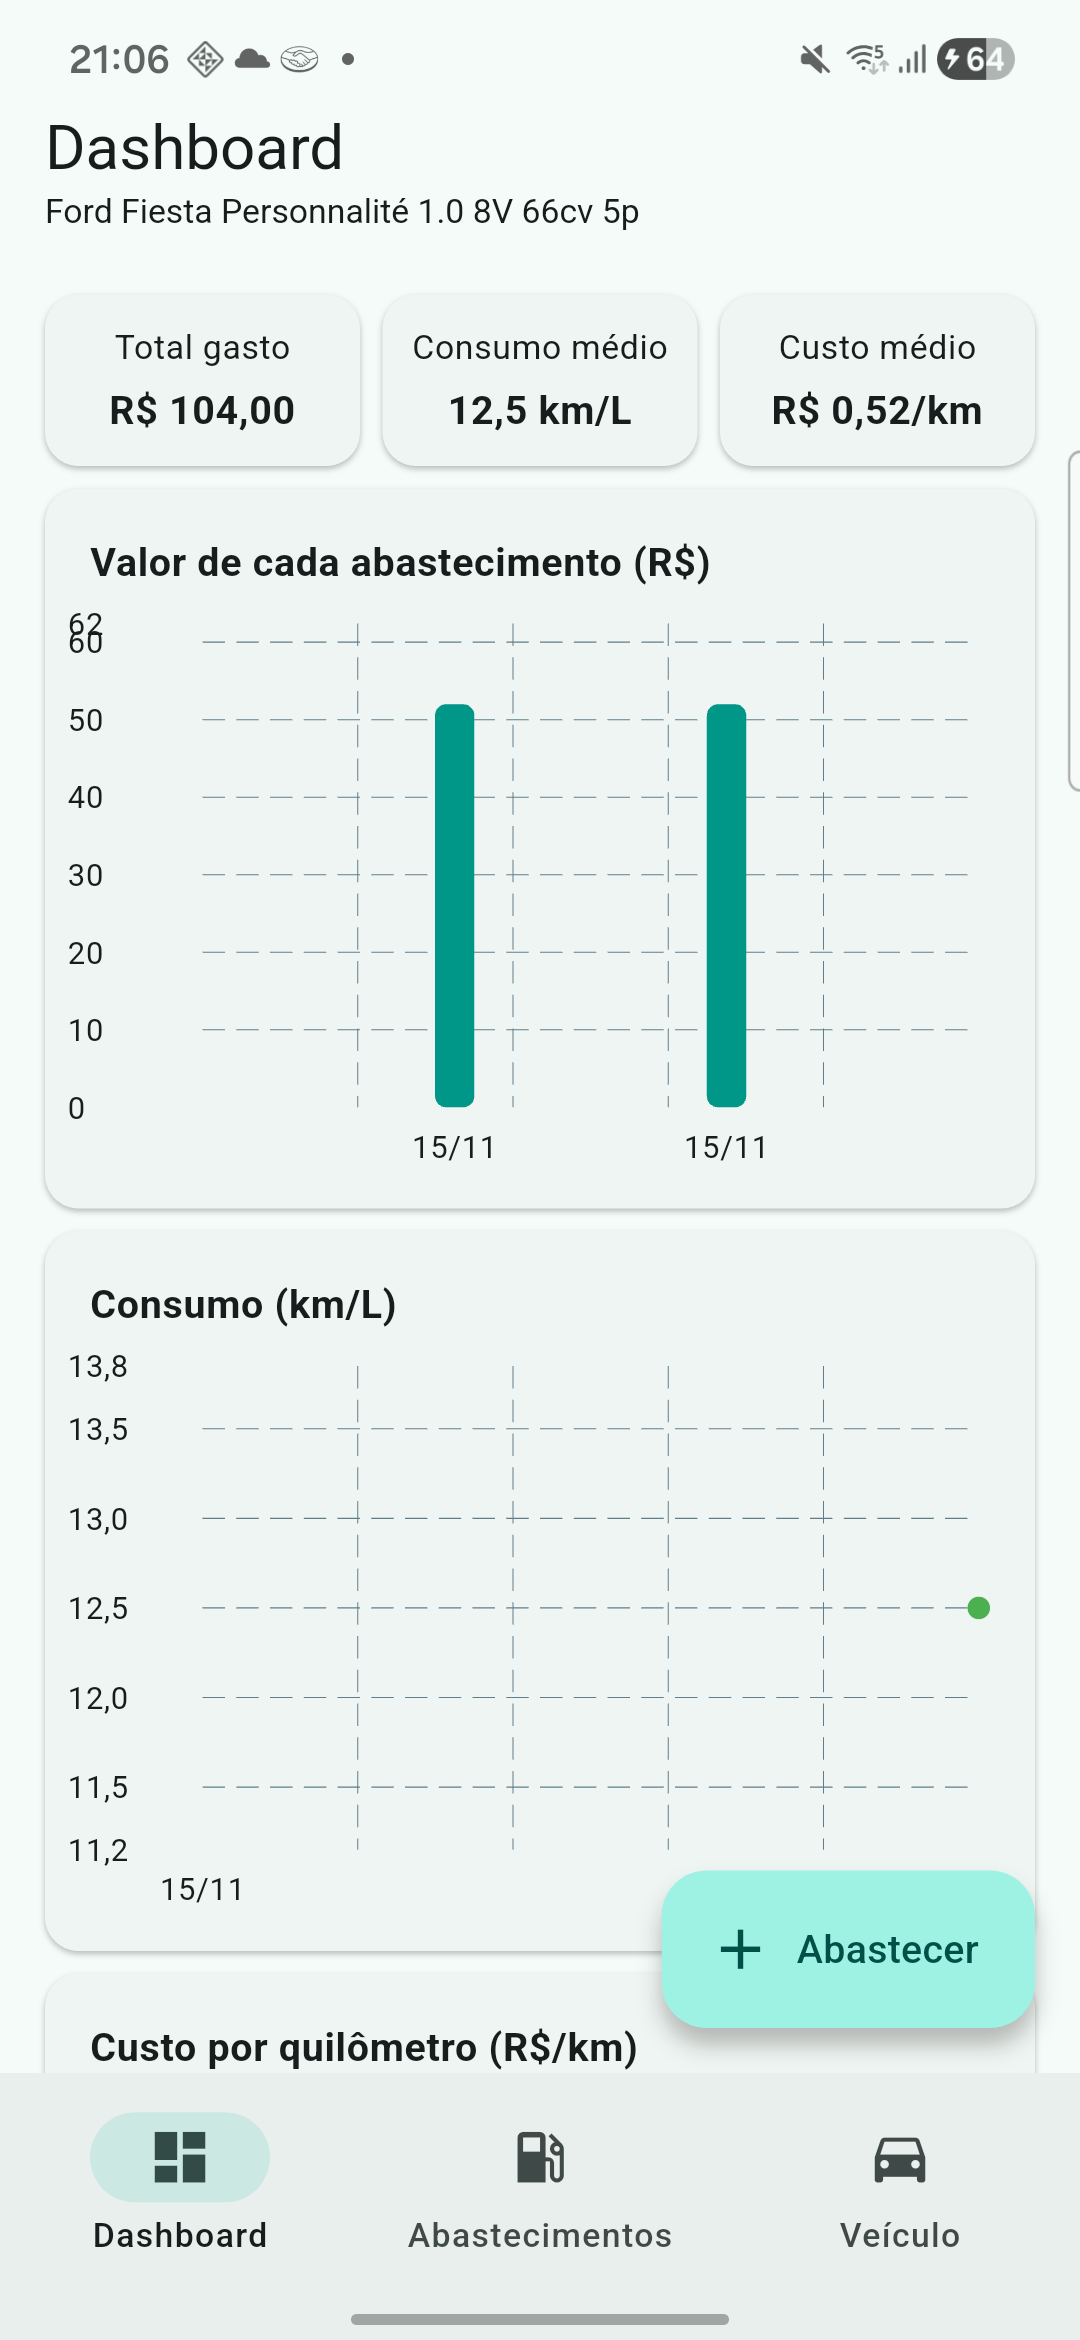 21:06
5
64
Dashboard
Ford Fiesta Personnalité 1.0 8V 66cv 5p
Total gasto
R$ 104,00
Consumo médio
12,5 km/L
Custo médio
R$ 0,52/km
Valor de cada abastecimento (R$)
62
60
50
40
30
20
10
0
15/11 15/11
Consumo (km/L)
13,8
13,5
13,0
12,5
12,0
11,5
11,2
15/11
Abastecer
Custo por quilômetro (R$/km)
Dashboard Abastecimentos Veículo